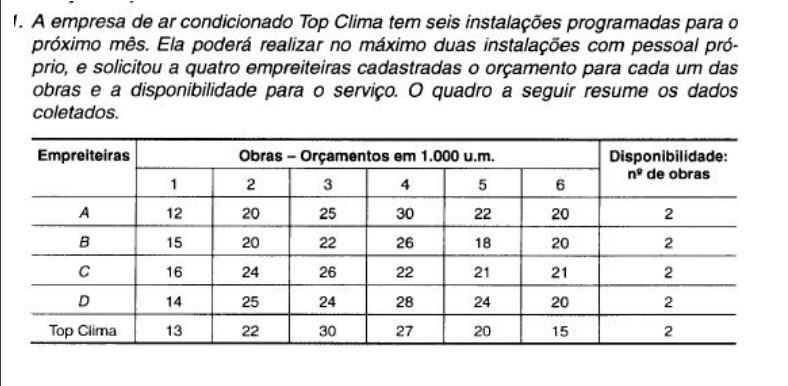 1. A empresa de ar condicionado Top Clima tem seis instalações programadas para o
próximo mês. Ela poderá realizar no máximo duas instalações com pessoal pró-
prio, e solicitou a quatro empreiteiras cadastradas o orçamento para cada um das
obras e a disponibilidade para o serviço. O quadro a seguir resume os dados
coletados.
Empreiteiras Obras – Orçamentos em 1.000 u.m. Disponibilidade:
nº de obras
1 2 3 4 5 6
A 12 20 25 30 22 20 2
B 15 20 22 26 18 20 2
C 16 24 26 22 21 21 2
D 14 25 24 28 24 20 2
Top Clima 13 22 30 27 20 15 2